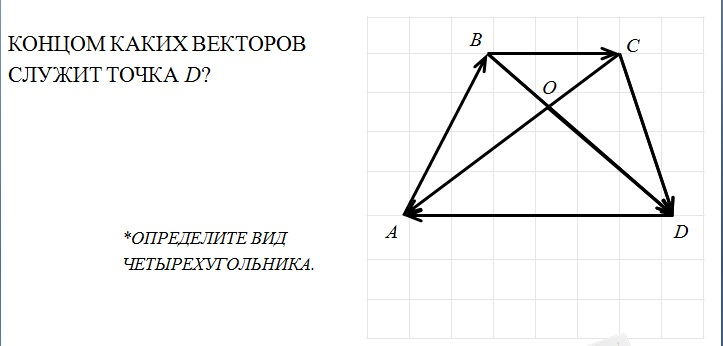 КОНЦОМ КАКИХ ВЕКТОРОВ
СЛУЖИТ ТОЧКА D?
*ОПРЕДЕЛИТЕ ВИД
ЧЕТЫРЕХУГОЛЬНИКА.
B
C
O
A
D